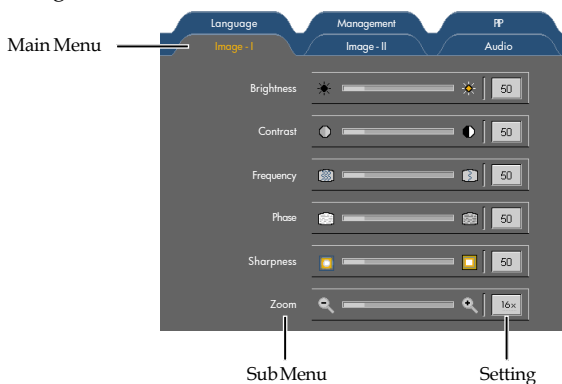 Language Management PIP
Main Menu Image - I Image - II Audio
Brightness 50
Contrast 50
Frequency 50
Phase 50
Sharpness 50
Zoom 16x
Sub Menu Setting